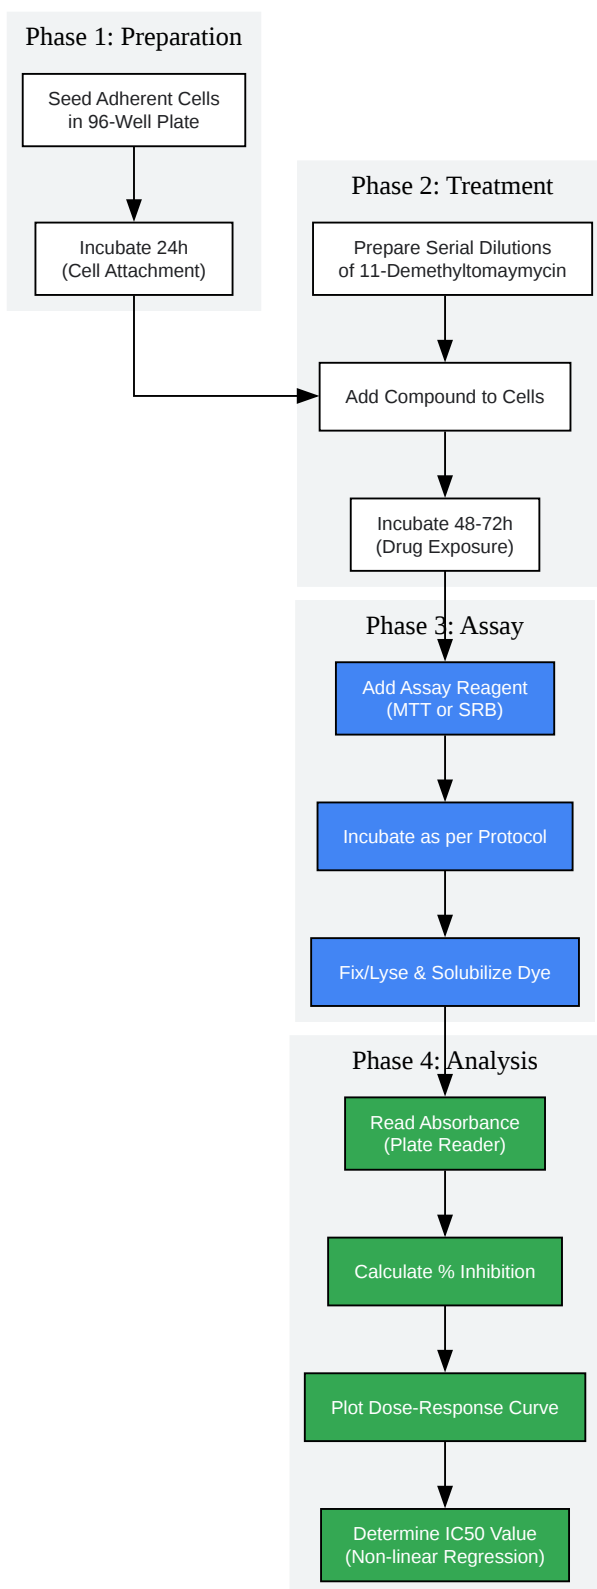 Phase 1: Preparation
Seed Adherent Cells
in 96-Well Plate
Incubate 24h
(Cell Attachment)
Phase 2: Treatment
Prepare Serial Dilutions
of 11-Demethyltomaymycin
Add Compound to Cells
Incubate 48-72h
(Drug Exposure)
Phase 3: Assay
Add Assay Reagent
(MTT or SRB)
Incubate as per Protocol
Fix/Lyse & Solubilize Dye
Phase 4: Analysis
Read Absorbance
(Plate Reader)
Calculate % Inhibition
Plot Dose-Response Curve
Determine IC50 Value
(Non-linear Regression)